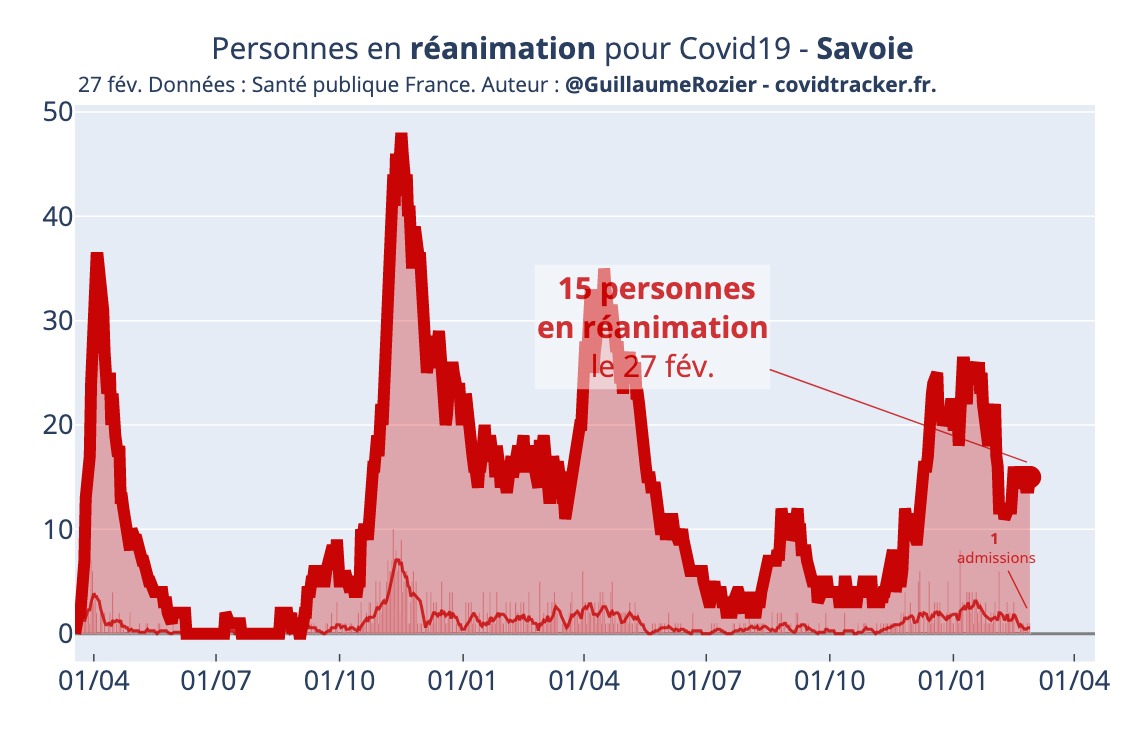 Personnes en réanimation pour Covid19 - Savoie
27 fév. Données : Santé publique France. Auteur : @GuillaumeRozier - covidtracker.fr.
50
40
30
20
10
0
15 personnes
en réanimation
le 27 fév.
1
admissions
01/04
01/07
01/10
01/01
01/04
01/07
01/10
01/01
01/04